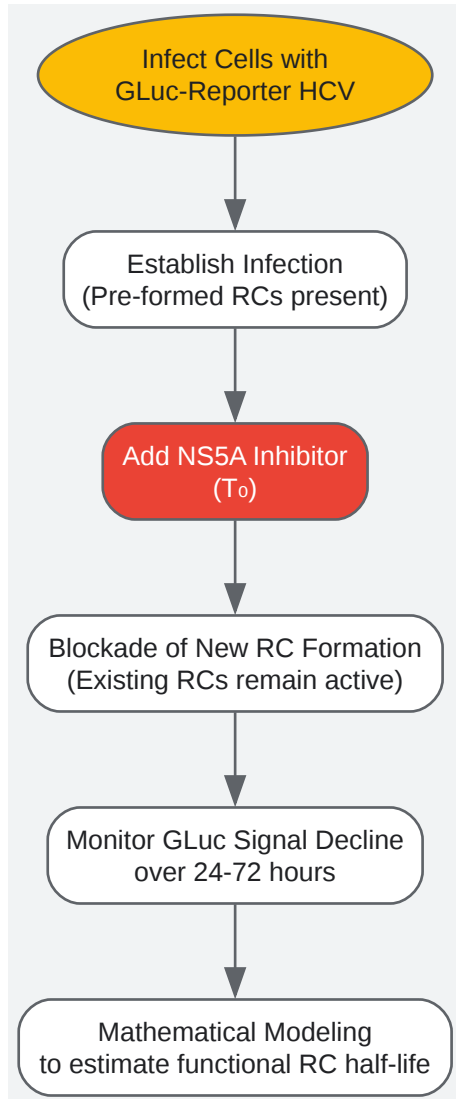 Infect Cells with
GLuc-Reporter HCV
Establish Infection
(Pre-formed RCs present)
Add NS5A Inhibitor
(T₀)
Blockade of New RC Formation
(Existing RCs remain active)
Monitor GLuc Signal Decline
over 24-72 hours
Mathematical Modeling
to estimate functional RC half-life